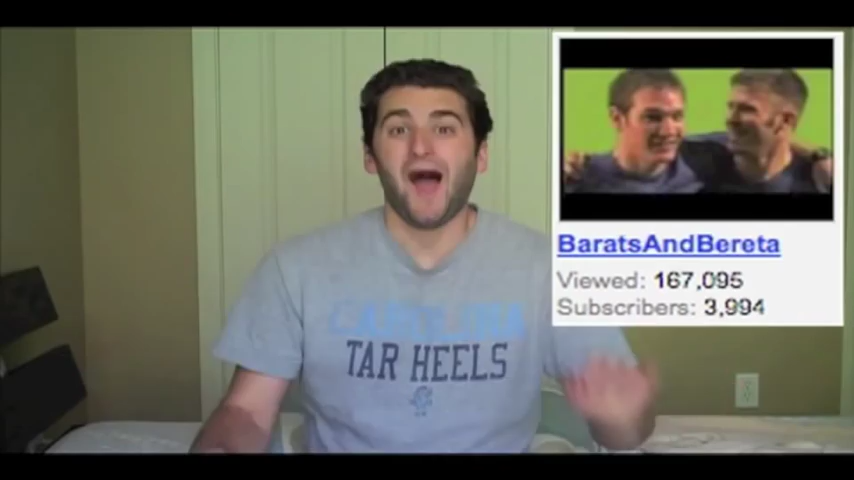 CAROLINA
TAR HEELS
BaratsAndBereta
Viewed: 167,095
Subscribers: 3,994